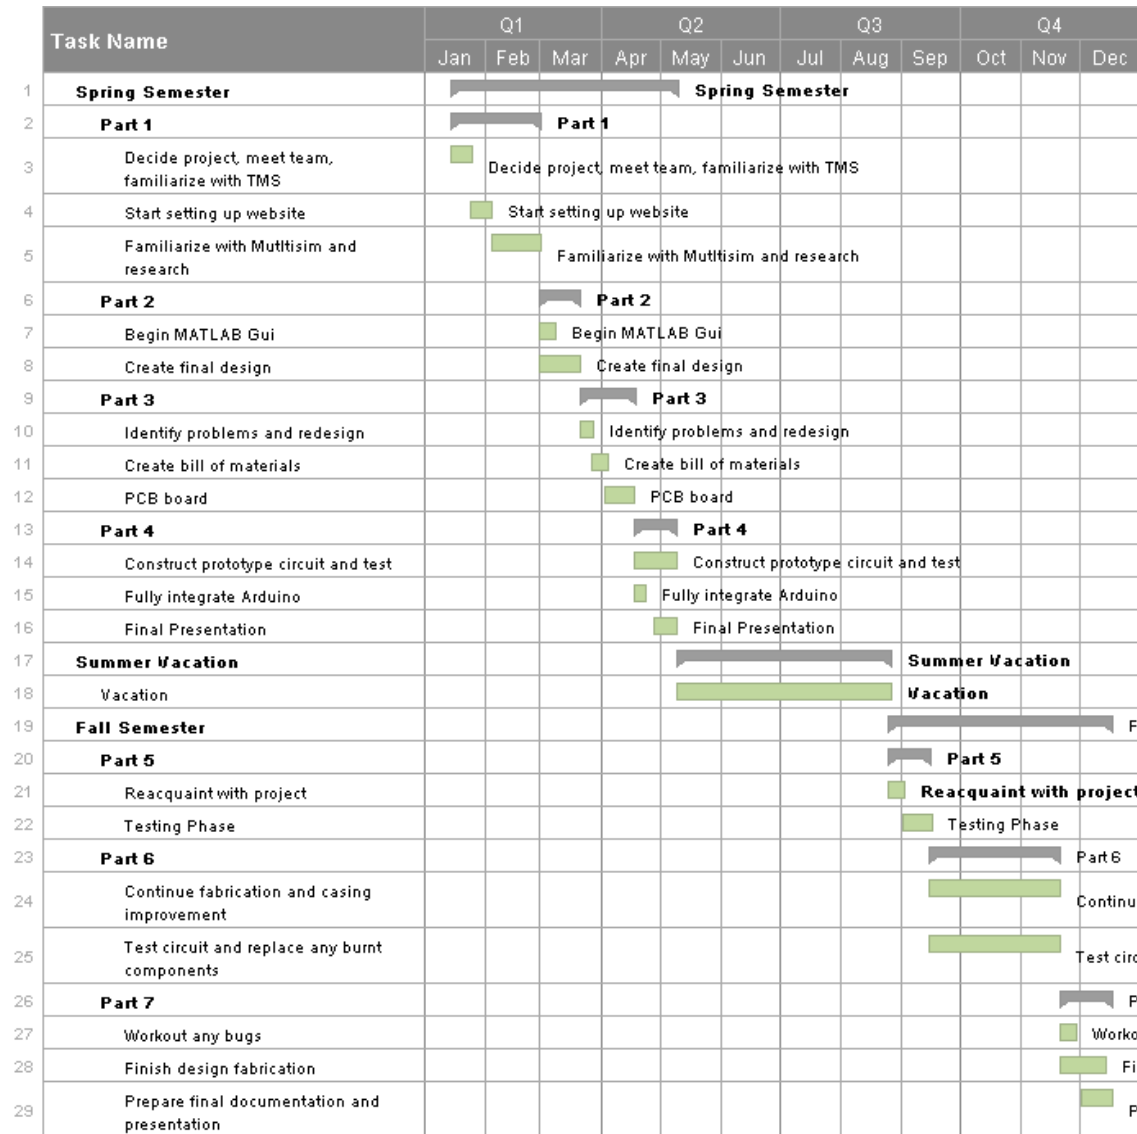 Task Name
Q1 Q2 Q3 Q4
Jan Feb Mar Apr May Jun Jul Aug Sep Oct Nov Dec
1 Spring Semester Spring Semester
2 Part 1 Part 1
3 Decide project, meet team,
familiarize with TMS
Decide project, meet team, familiarize with TMS
4 Start setting up website Start setting up website
5 Familiarize with Mutltisim and
research
Familiarize with Mutltisim and research
6 Part 2 Part 2
7 Begin MATLAB Gui Begin MATLAB Gui
8 Create final design Create final design
9 Part 3 Part 3
10 Identify problems and redesign Identify problems and redesign
11 Create bill of materials Create bill of materials
12 PCB board PCB board
13 Part 4 Part 4
14 Construct prototype circuit and test Construct prototype circuit and test
15 Fully integrate Arduino Fully integrate Arduino
16 Final Presentation Final Presentation
17 Summer Vacation Summer Vacation
18 Vacation Vacation
19 Fall Semester F
20 Part 5 Part 5
21 Reacquaint with project Reacquaint with project
22 Testing Phase Testing Phase
23 Part 6 Part 6
24 Continue fabrication and casing
improvement
Continu
25 Test circuit and replace any burnt
components
Test circ
26 Part 7 P
27 Workout any bugs Worko
28 Finish design fabrication Fi
29 Prepare final documentation and
presentation
P